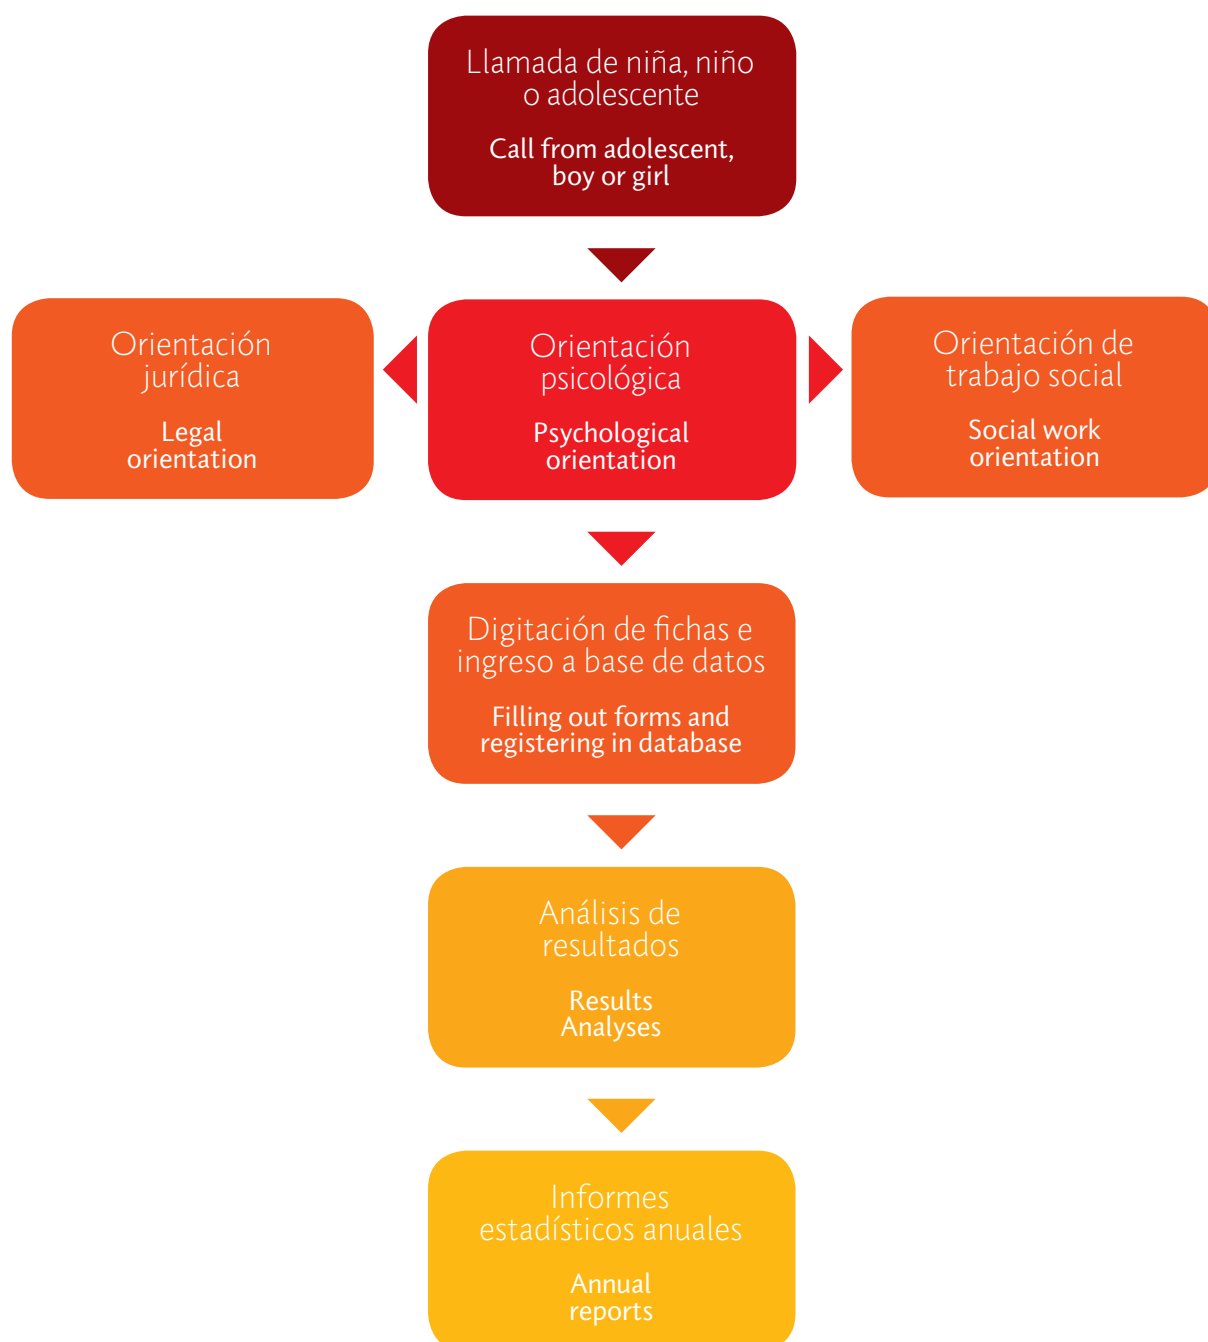 Llamada de niña, niño
o adolescente
Call from adolescent,
boy or girl
Orientación
jurídica
Legal
orientation
Orientación
psicológica
Psychological
orientation
Orientación de
trabajo social
Social work
orientation
Digitación de fichas e
ingreso a base de datos
Filling out forms and
registering in database
Análisis de
resultados
Results
Analyses
Informes
estadísticos anuales
Annual
reports